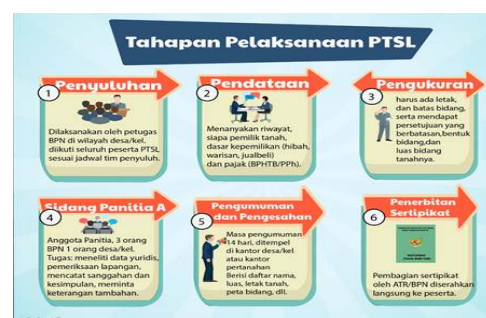 Tahapan Pelaksanaan PTSL
1
Penyuluhan
Dilaksanakan oleh petugas
BPN di wilayah desa/kel.
diikuti seluruh peserta PTSL
sesuai jadwal tim penyuluh.
2
Pendataan
Menanyakan riwayat,
siapa pemilik tanah,
dasar kepemilikan (hibah,
warisan, jualbeli)
dan pajak (BPHTB/PPh).
3
Pengukuran
harus ada letak,
dan batas bidang,
serta mendapat
persetujuan yang
berbatasan,bentuk
bidang,dan
luas bidang
tanahnya.
4
Sidang Panitia A
Anggota Panitia, 3 orang
BPN 1 orang desa/kel.
Tugas: meneliti data yuridis,
pemeriksaan lapangan,
mencatat sanggahan dan
kesimpulan, meminta
keterangan tambahan.
5
Pengumuman
dan Pengesahan
Masa pengumuman
14 hari, ditempel
di kantor desa/kel
atau kantor
pertanahan
Berisi daftar nama,
luas, letak tanah,
peta bidang, dll.
6
Penerbitan
Sertipikat
Pembagian sertipikat
oleh ATR/BPN diserahkan
langsung ke peserta.